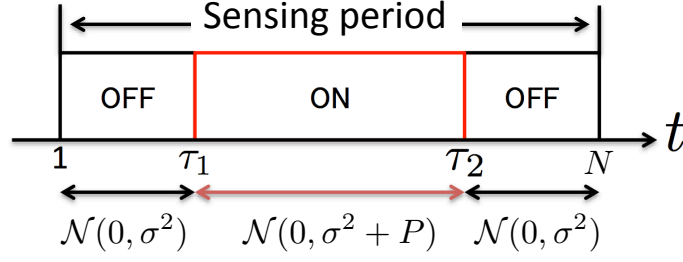 Sensing period
OFF ON OFF
1 τ₁ τ₂ N t
𝒩(0, σ²) 𝒩(0, σ² + P) 𝒩(0, σ²)